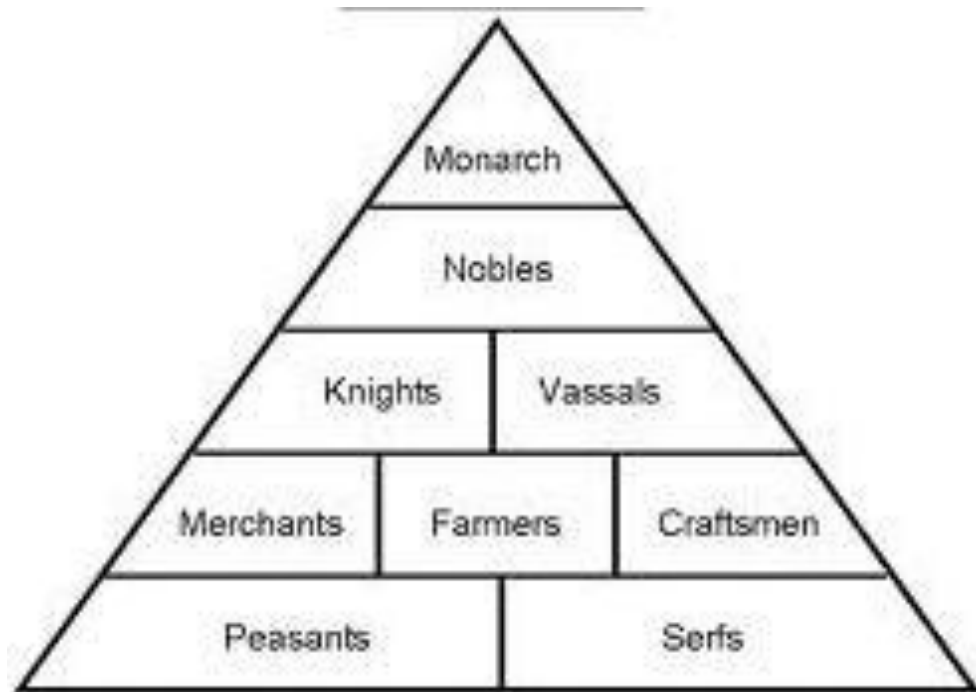 Monarch
Nobles
Knights Vassals
Merchants Farmers Craftsmen
Peasants Serfs